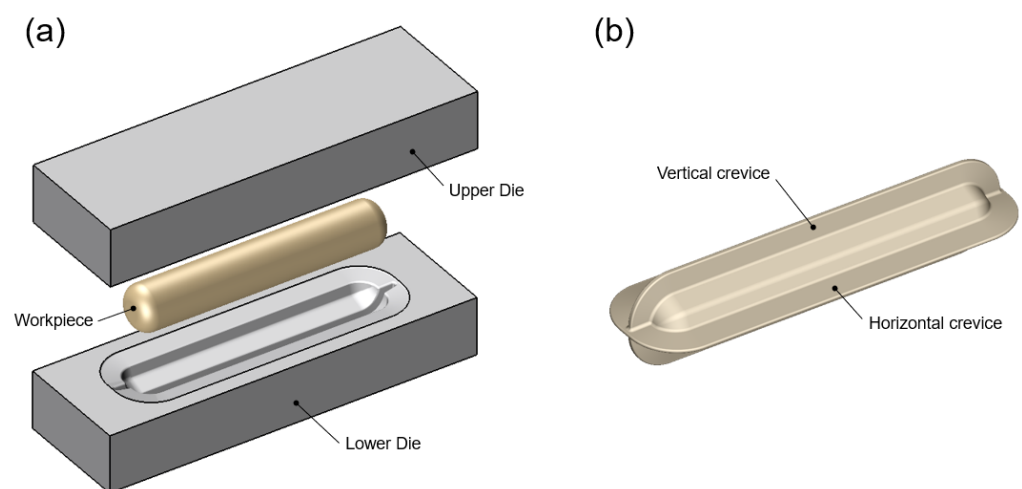 (a)
(b)
Upper Die
Workpiece
Lower Die
Vertical crevice
Horizontal crevice